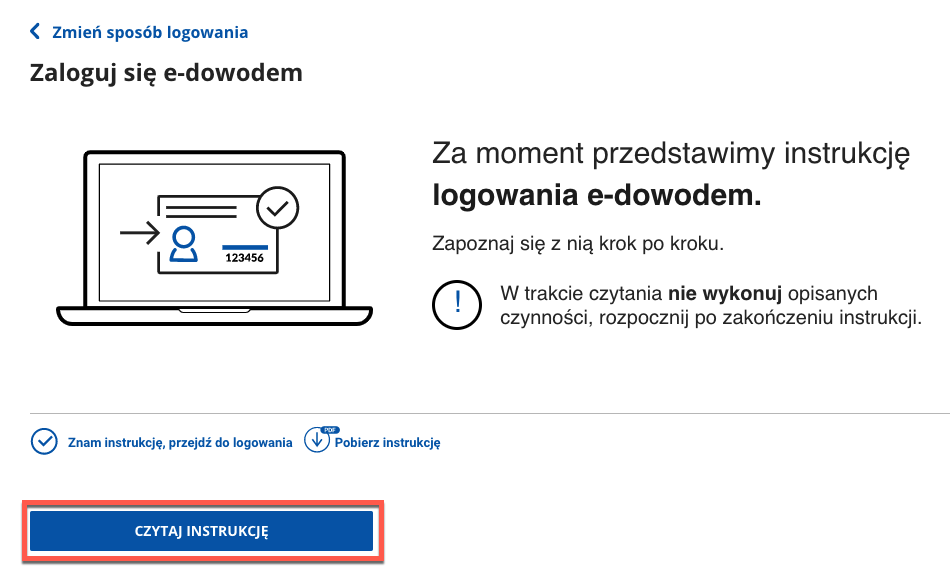 Zmień sposób logowania
Zaloguj się e-dowodem
123456
Za moment przedstawimy instrukcję
logowania e-dowodem.
Zapoznaj się z nią krok po kroku.
!
W trakcie czytania nie wykonuj opisanych
czynności, rozpocznij po zakończeniu instrukcji.
Znam instrukcję, przejdź do logowania
PDF
Pobierz instrukcję
CZYTAJ INSTRUKCJĘ